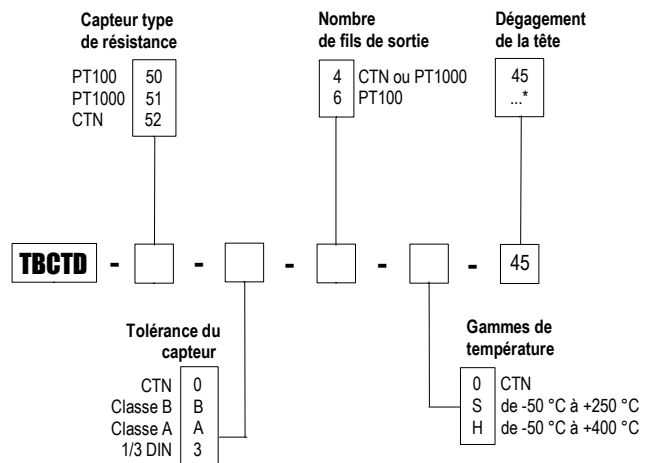 Capteur type
de résistance
PT100 50
PT1000 51
CTN 52
Nombre
de fils de sortie
4 CTN ou PT1000
6 PT100
Dégagement
de la tête
45
...*
TBCTD - - - - - 45
Tolérance du
capteur
CTN 0
Classe B B
Classe A A
1/3 DIN 3
Gammes de
température
0 CTN
S de -50 °C à +250 °C
H de -50 °C à +400 °C